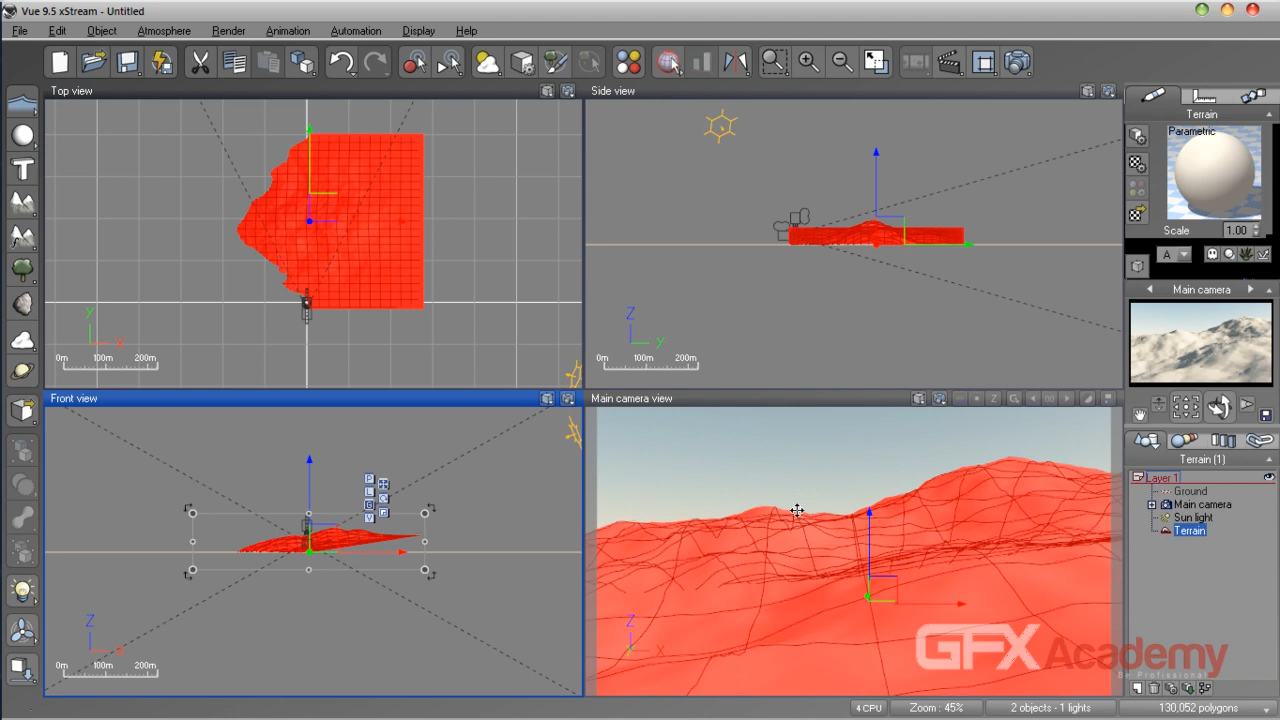 Vue 9.5 xStream - Untitled
File Edit Object Atmosphere Render Animation Automation Display Help
Top view
Side view
Terrain
Parametric
Scale 1.00
A
Main camera
Y
X
0m 100m 200m
Z
Y
0m 100m 200m
Front view
Main camera view
Terrain (1)
Layer 1
Ground
Main camera
Sun light
Terrain
P
L
Z
X
0m 100m 200m
Z
X
GFX Academy
Be Professional
4 CPU Zoom : 45% 2 objects - 1 lights 130,052 polygons